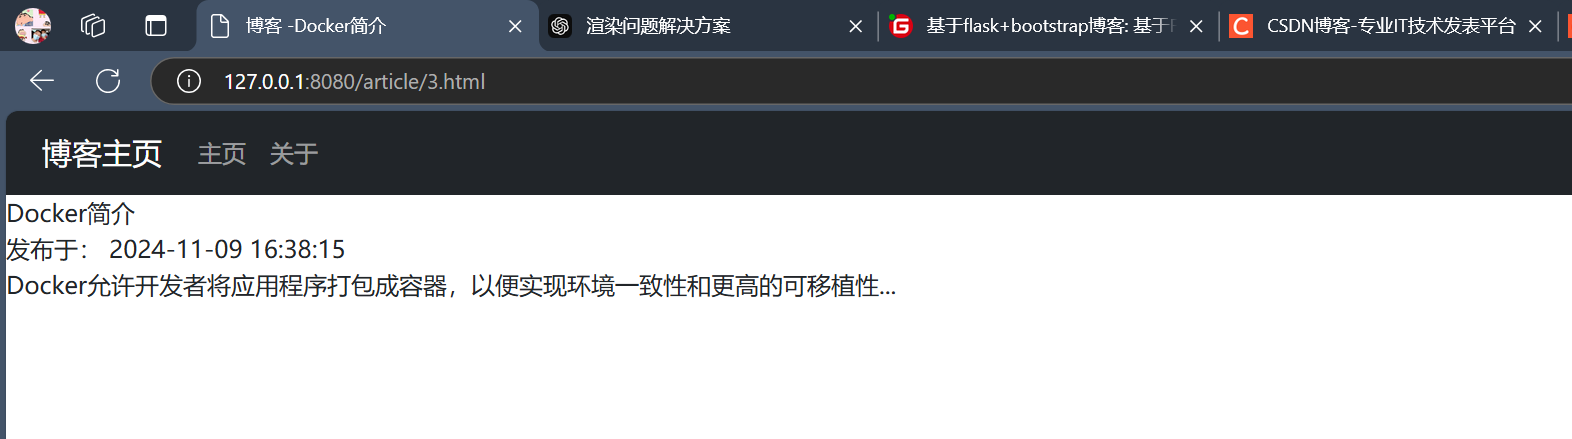 博客 -Docker简介
渲染问题解决方案
基于flask+bootstrap博客: 基于F
CSDN博客-专业IT技术发表平台
127.0.0.1:8080/article/3.html
博客主页 主页 关于
Docker简介
发布于： 2024-11-09 16:38:15
Docker允许开发者将应用程序打包成容器，以便实现环境一致性和更高的可移植性...